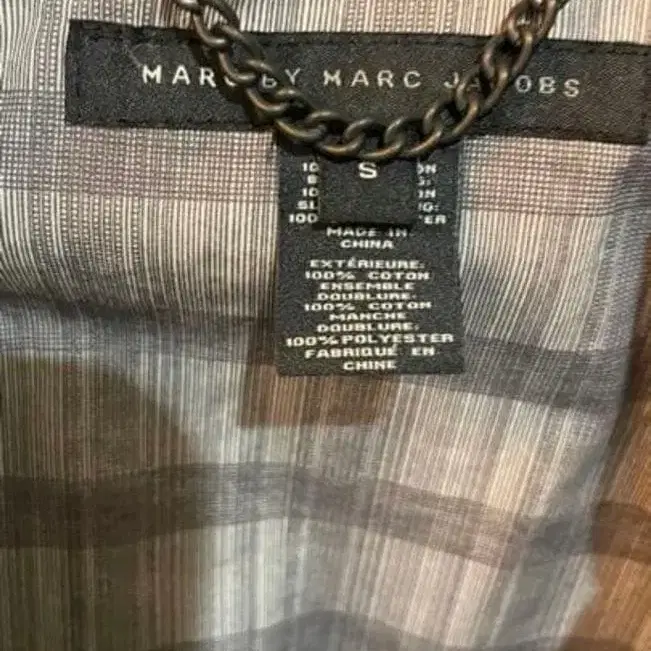 MARC BY MARC JACOBS
S
100
MADE IN
CHINA
EXTÉRIEURE:
100% COTON
ENSEMBLE
DOUBLURE:
100% COTON
MANCHE
DOUBLURE:
100% POLYESTER
FABRIQUÉ EN
CHINE